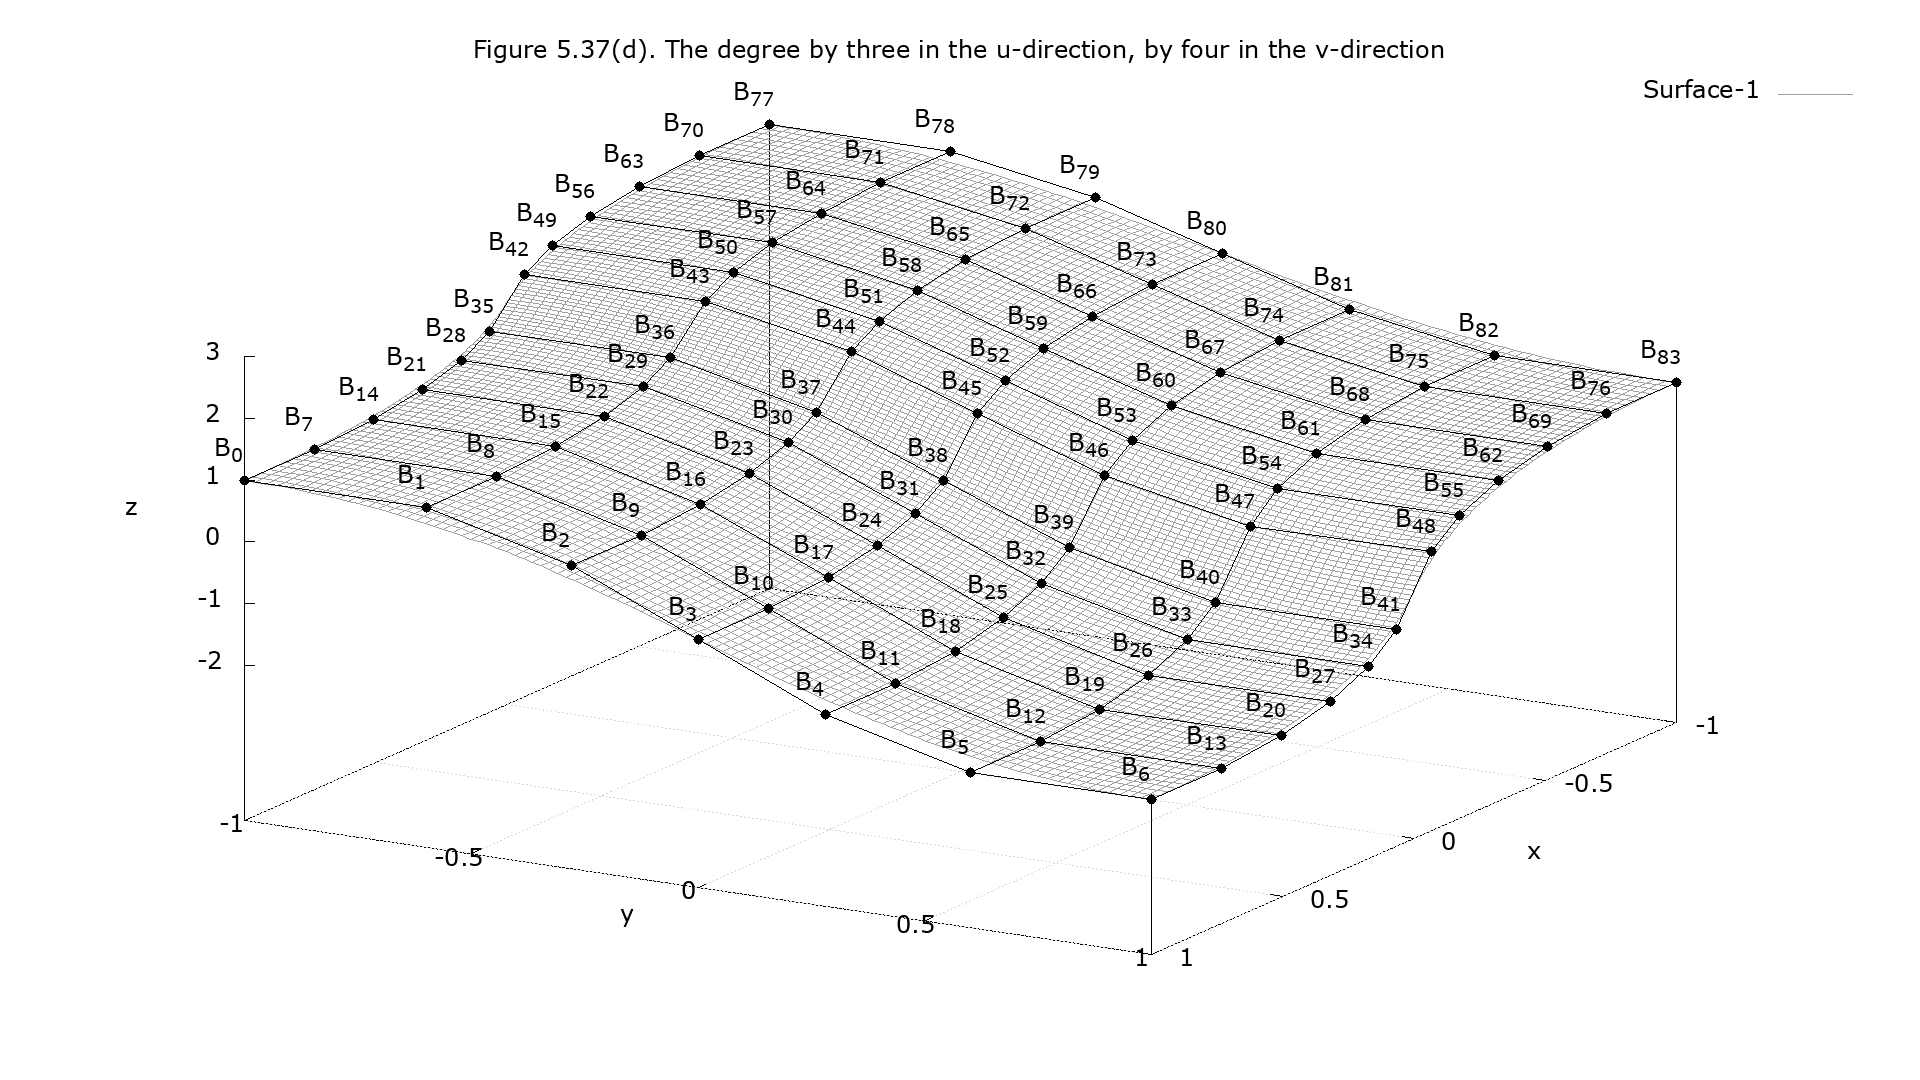 Figure 5.37(d). The degree by three in the u-direction, by four in the v-direction
Surface-1
B77
B78
B70
B71
B63
B79
B64
B56
B72
B57
B49
B80
B65
B50
B42
B73
B58
B43
B81
B66
B51
B35
B74
B59
B44
B36
B28
B82
B67
B52
B29
B21
3
B83
B75
B60
B45
B37
B22
B14
B76
B68
B53
B30
B15
B7
2
B69
B61
B46
B38
B23
B8
B0
B62
B54
B31
B16
B1
1
B55
B47
B39
B24
B9
z
B48
B32
B17
B2
0
B40
B25
B10
-1
B41
B33
B18
B3
B34
B26
B11
-2
B27
B19
B4
B20
B12
B5
B13
B6
-1
-0.5
-1
0
x
-0.5
0.5
0
y
0.5
1
1